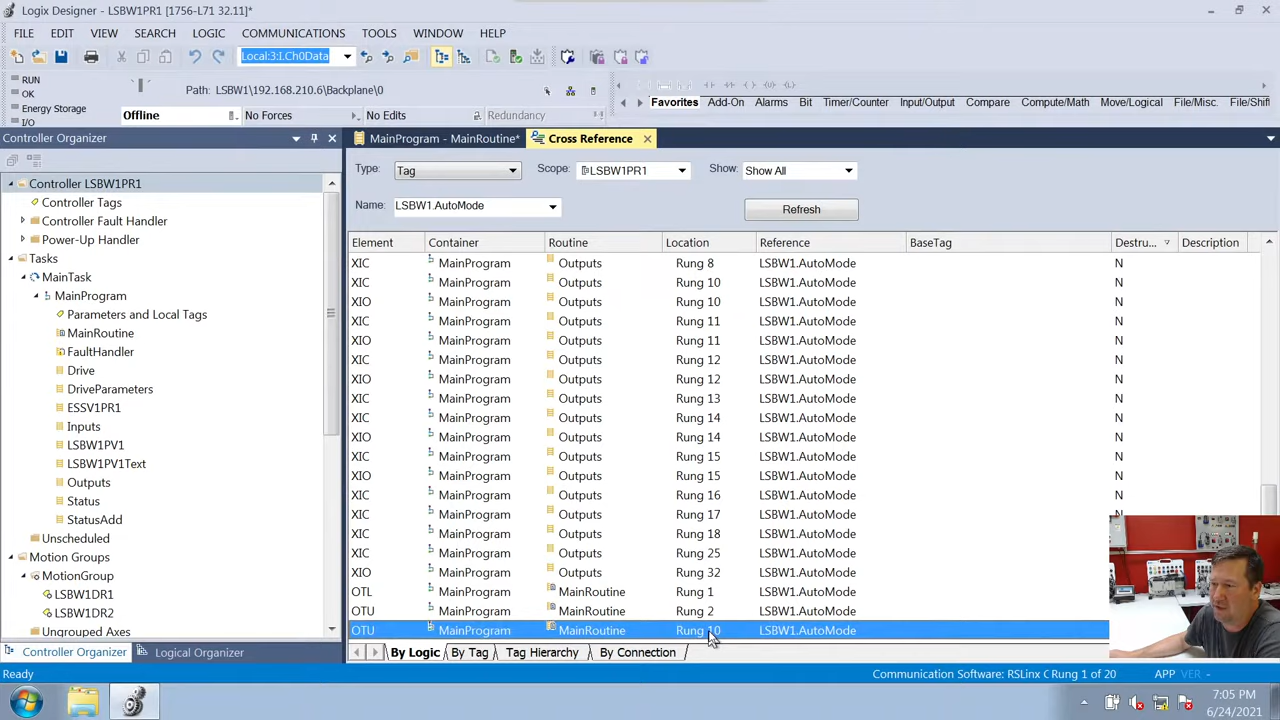 Logix Designer - LSBW1PR1 [1756-L71 32.11]*
FILE EDIT VIEW SEARCH LOGIC COMMUNICATIONS TOOLS WINDOW HELP
Local:3:I.Ch0Data
RUN
OK
Energy Storage
I/O
Path: LSBW1\192.168.210.6\Backplane\0
Offline No Forces No Edits Redundancy
Favorites Add-On Alarms Bit Timer/Counter Input/Output Compare Compute/Math Move/Logical File/Misc. File/Shift
Controller Organizer
Controller LSBW1PR1
Controller Tags
Controller Fault Handler
Power-Up Handler
Tasks
MainTask
MainProgram
Parameters and Local Tags
MainRoutine
FaultHandler
Drive
DriveParameters
ESSV1PR1
Inputs
LSBW1PV1
LSBW1PV1Text
Outputs
Status
StatusAdd
Unscheduled
Motion Groups
MotionGroup
LSBW1DR1
LSBW1DR2
Ungrouped Axes
Controller Organizer Logical Organizer
MainProgram - MainRoutine* Cross Reference
Type: Tag Scope: LSBW1PR1 Show: Show All
Name: LSBW1.AutoMode Refresh
Element Container Routine Location Reference BaseTag Destru... Description
XIC MainProgram Outputs Rung 8 LSBW1.AutoMode N
XIC MainProgram Outputs Rung 10 LSBW1.AutoMode N
XIO MainProgram Outputs Rung 10 LSBW1.AutoMode N
XIC MainProgram Outputs Rung 11 LSBW1.AutoMode N
XIO MainProgram Outputs Rung 11 LSBW1.AutoMode N
XIC MainProgram Outputs Rung 12 LSBW1.AutoMode N
XIO MainProgram Outputs Rung 12 LSBW1.AutoMode N
XIC MainProgram Outputs Rung 13 LSBW1.AutoMode N
XIC MainProgram Outputs Rung 14 LSBW1.AutoMode N
XIO MainProgram Outputs Rung 14 LSBW1.AutoMode N
XIC MainProgram Outputs Rung 15 LSBW1.AutoMode N
XIO MainProgram Outputs Rung 15 LSBW1.AutoMode N
XIC MainProgram Outputs Rung 16 LSBW1.AutoMode N
XIC MainProgram Outputs Rung 17 LSBW1.AutoMode N
XIC MainProgram Outputs Rung 18 LSBW1.AutoMode
XIC MainProgram Outputs Rung 25 LSBW1.AutoMode
XIO MainProgram Outputs Rung 32 LSBW1.AutoMode
OTL MainProgram MainRoutine Rung 1 LSBW1.AutoMode
OTU MainProgram MainRoutine Rung 2 LSBW1.AutoMode
OTU MainProgram MainRoutine Rung 10 LSBW1.AutoMode
By Logic By Tag Tag Hierarchy By Connection
Ready Communication Software: RSLinx C Rung 1 of 20 APP VER
7:05 PM
6/24/2021